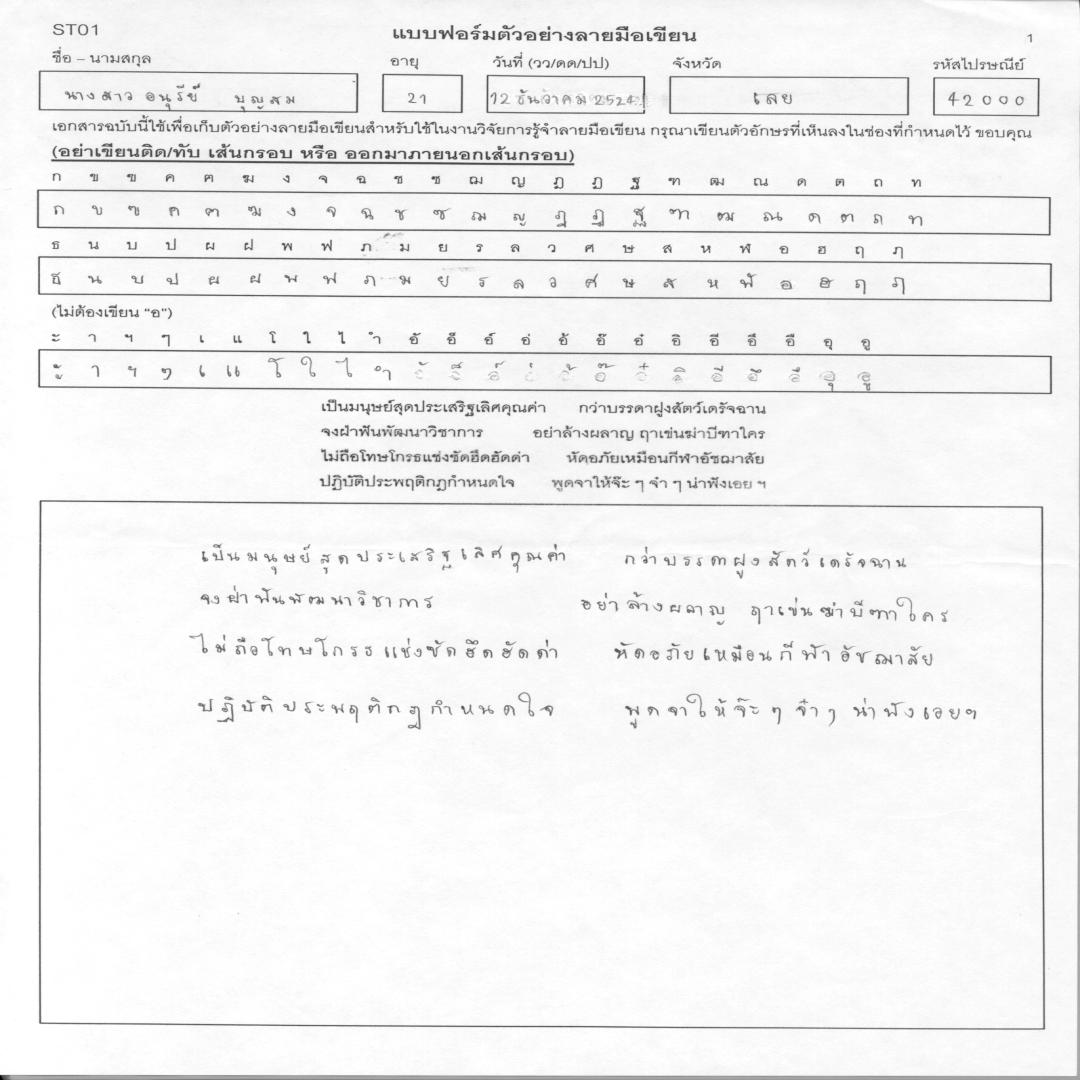 ST01
แบบฟอร์มตัวอย่างลายมือเขียน
1
ชื่อ – นามสกุล อายุ วันที่ (วว/ดด/ปป) จังหวัด รหัสไปรษณีย์
นางสาว อนุรีย์ บุญสม 21 12 ธันวาคม 2524 เลย 42000
เอกสารฉบับนี้ใช้เพื่อเก็บตัวอย่างลายมือเขียนสำหรับใช้ในงานวิจัยการรู้จำลายมือเขียน กรุณาเขียนตัวอักษรที่เห็นลงในช่องที่กำหนดไว้ ขอบคุณ
(อย่าเขียนติด/ทับ เส้นกรอบ หรือ ออกมาภายนอกเส้นกรอบ)
ก ข ฃ ค ฅ ฆ ง จ ฉ ช ซ ฌ ญ ฎ ฏ ฐ ฑ ฒ ณ ด ต ถ ท
ก ข ฃ ค ฅ ฆ ง จ ฉ ช ซ ฌ ญ ฎ ฏ ฐ ฑ ฒ ณ ด ต ถ ท
ธ น บ ป ผ ฝ พ ฟ ภ ม ย ร ล ว ศ ษ ส ห ฬ อ ฮ ฤ ฦ
ธ น บ ป ผ ฝ พ ฟ ภ ม ย ร ล ว ศ ษ ส ห ฬ อ ฮ ฤ ฦ
(ไม่ต้องเขียน “อ”)
ะ า ฯ ๆ เ แ โ ใ ไ ำ อั อ็ อ์ อ่ อ้ อ๊ อ๋ อิ อี อึ อื อุ อู
ะ า ฯ ๆ เ แ โ ใ ไ ำ อั อ็ อ์ อ่ อ้ อ๊ อ๋ อิ อี อึ อื อุ อู
เป็นมนุษย์สุดประเสริฐเลิศคุณค่า กว่าบรรดาฝูงสัตว์เดรัจฉาน
จงฝ่าฟันพัฒนาวิชาการ อย่าล้างผลาญ ฤาเข่นฆ่าบีฑาใคร
ไม่ถือโทษโกรธแช่งซัดฮึดฮัดด่า หัดอภัยเหมือนกีฬาอัชฌาสัย
ปฏิบัติประพฤติกฎกำหนดใจ พูดจาให้จ๊ะ ๆ จ๋า ๆ น่าฟังเอย ฯ
เป็นมนุษย์สุดประเสริฐเลิศคุณค่า กว่าบรรดาฝูงสัตว์เดรัจฉาน
จงฝ่าฟันพัฒนาวิชาการ อย่าล้างผลาญ ฤาเข่นฆ่าบีฑาใคร
ไม่ถือโทษโกรธแช่งซัดฮึดฮัดด่า หัดอภัยเหมือนกีฬาอัชฌาสัย
ปฏิบัติประพฤติกฎกำหนดใจ พูดจาให้จ๊ะๆ จ๋าๆ น่าฟังเอยฯ